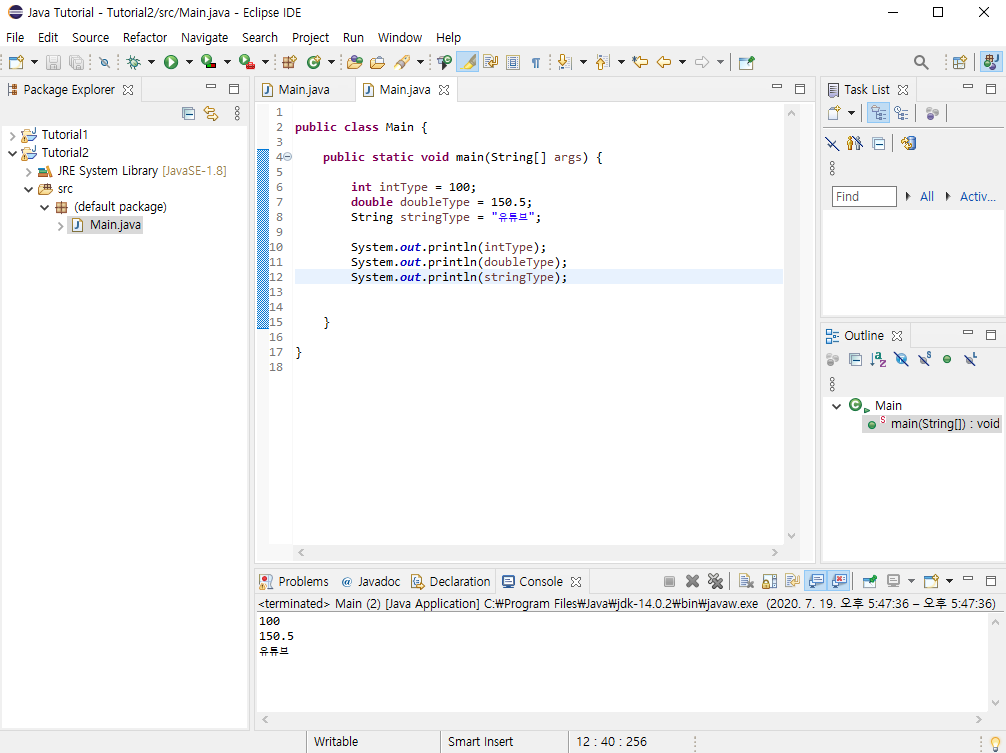 Java Tutorial - Tutorial2/src/Main.java - Eclipse IDE
File Edit Source Refactor Navigate Search Project Run Window Help
Package Explorer
Tutorial1
Tutorial2
JRE System Library [JavaSE-1.8]
src
(default package)
Main.java
Main.java Main.java
1
2 public class Main {
3
4 public static void main(String[] args) {
5
6 int intType = 100;
7 double doubleType = 150.5;
8 String stringType = "유튜브";
9
10 System.out.println(intType);
11 System.out.println(doubleType);
12 System.out.println(stringType);
13
14
15 }
16
17 }
18
Task List
Find All Activ...
Outline
Main
main(String[]) : void
Problems @ Javadoc Declaration Console
<terminated> Main (2) [Java Application] C:₩Program Files₩Java₩jdk-14.0.2₩bin₩javaw.exe (2020. 7. 19. 오후 5:47:36 – 오후 5:47:36)
100
150.5
유튜브
Writable Smart Insert 12 : 40 : 256